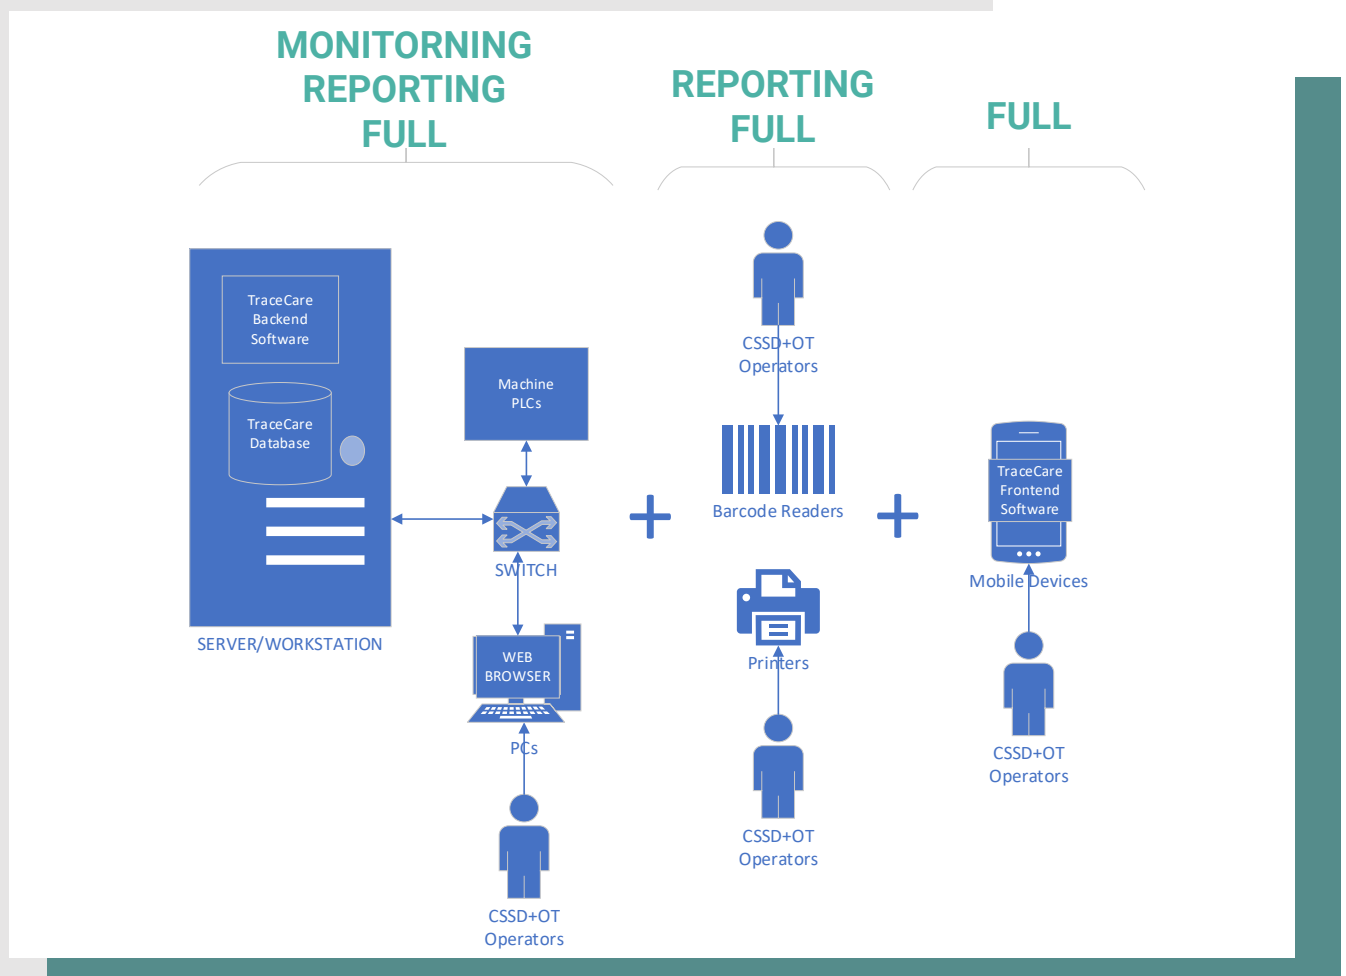 MONITORNING
REPORTING
FULL
REPORTING
FULL
FULL
TraceCare
Backend
Software
TraceCare
Database
SERVER/WORKSTATION
Machine
PLCs
SWITCH
WEB
BROWSER
PCs
CSSD+OT
Operators
CSSD+OT
Operators
Barcode Readers
Printers
CSSD+OT
Operators
TraceCare
Frontend
Software
Mobile Devices
CSSD+OT
Operators